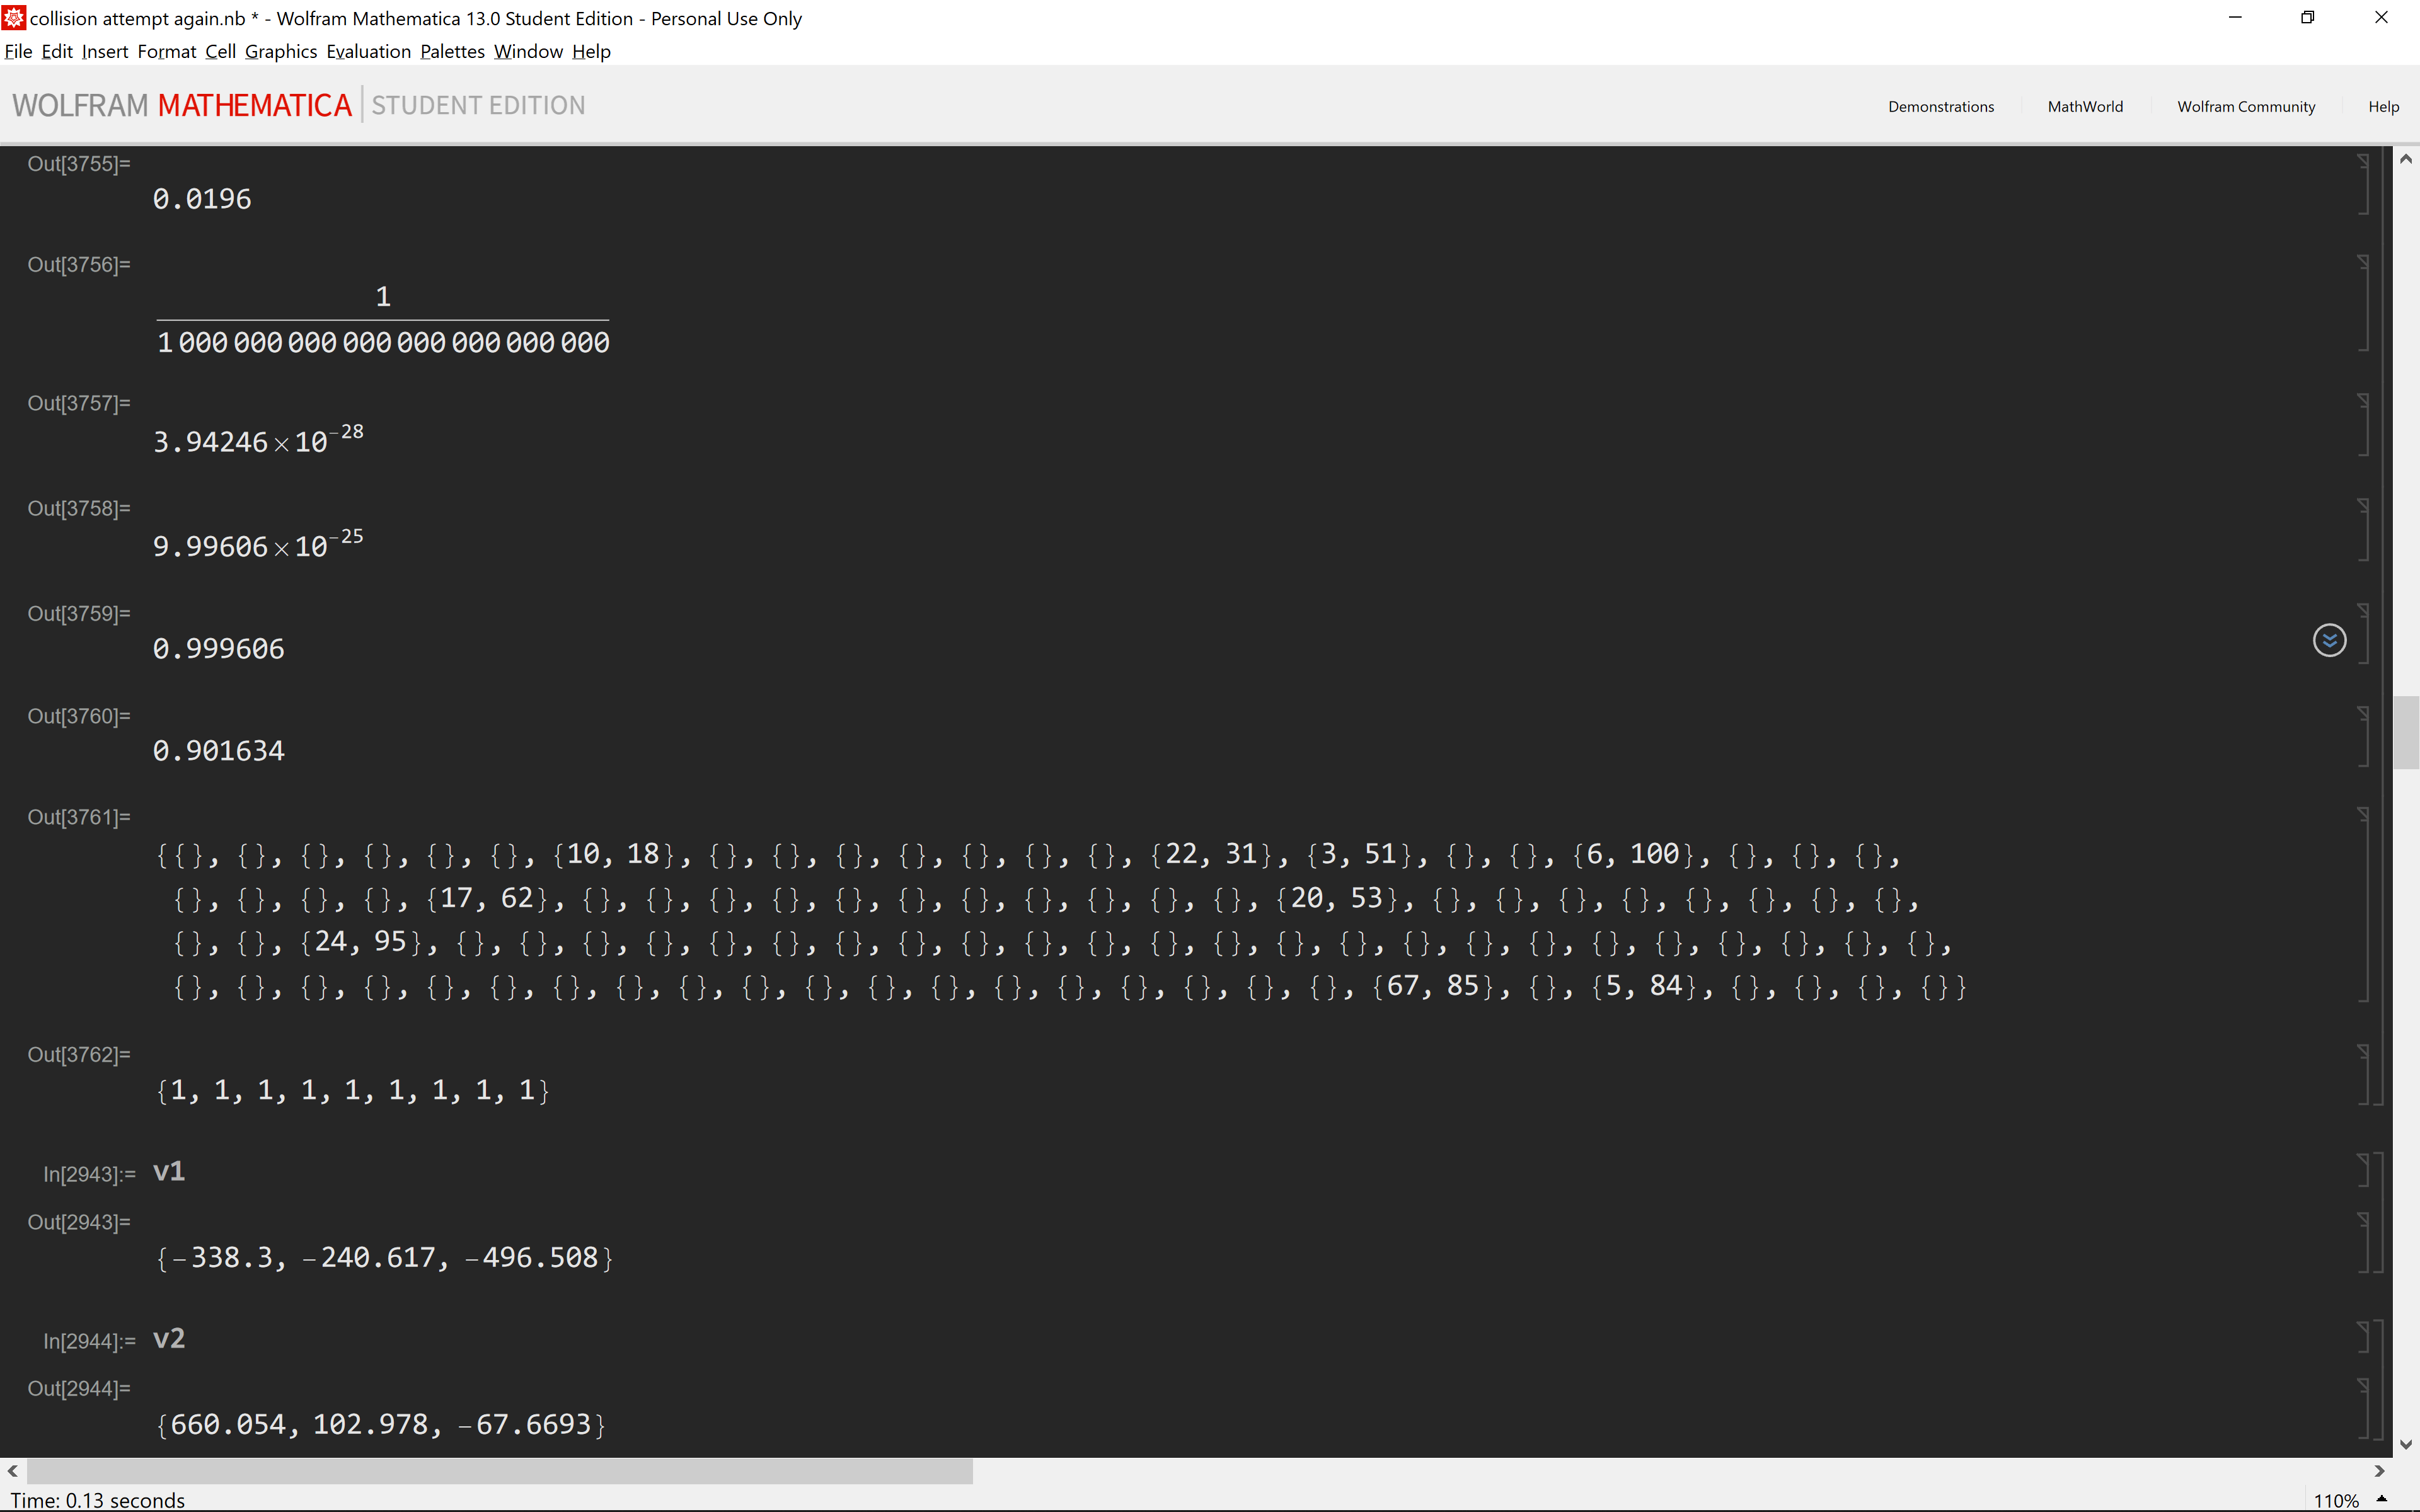 collision attempt again.nb * - Wolfram Mathematica 13.0 Student Edition - Personal Use Only
File Edit Insert Format Cell Graphics Evaluation Palettes Window Help
WOLFRAM MATHEMATICA STUDENT EDITION Demonstrations MathWorld Wolfram Community Help
Out[3755]=
0.0196
Out[3756]=
1
1 000 000 000 000 000 000 000 000
Out[3757]=
3.94246×10^-28
Out[3758]=
9.99606×10^-25
Out[3759]=
0.999606
Out[3760]=
0.901634
Out[3761]=
{{}, {}, {}, {}, {}, {}, {10, 18}, {}, {}, {}, {}, {}, {}, {}, {22, 31}, {3, 51}, {}, {}, {6, 100}, {}, {}, {},
{}, {}, {}, {}, {17, 62}, {}, {}, {}, {}, {}, {}, {}, {}, {}, {}, {}, {20, 53}, {}, {}, {}, {}, {}, {}, {}, {},
{}, {}, {24, 95}, {}, {}, {}, {}, {}, {}, {}, {}, {}, {}, {}, {}, {}, {}, {}, {}, {}, {}, {}, {}, {}, {}, {}, {},
{}, {}, {}, {}, {}, {}, {}, {}, {}, {}, {}, {}, {}, {}, {}, {}, {}, {}, {}, {67, 85}, {}, {5, 84}, {}, {}, {}, {}}
Out[3762]=
{1, 1, 1, 1, 1, 1, 1, 1, 1}
In[2943]:= v1
Out[2943]=
{-338.3, -240.617, -496.508}
In[2944]:= v2
Out[2944]=
{660.054, 102.978, -67.6693}
Time: 0.13 seconds 110%